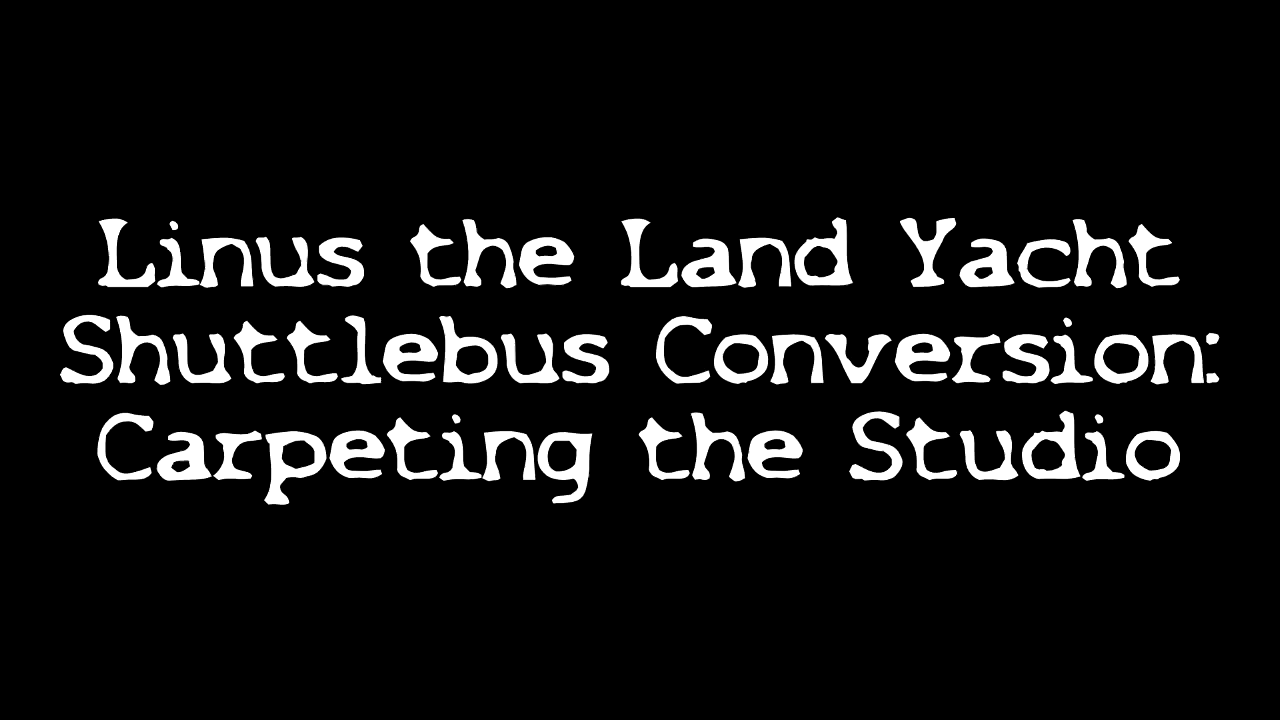 Linus the Land Yacht
Shuttlebus Conversion:
Carpeting the Studio